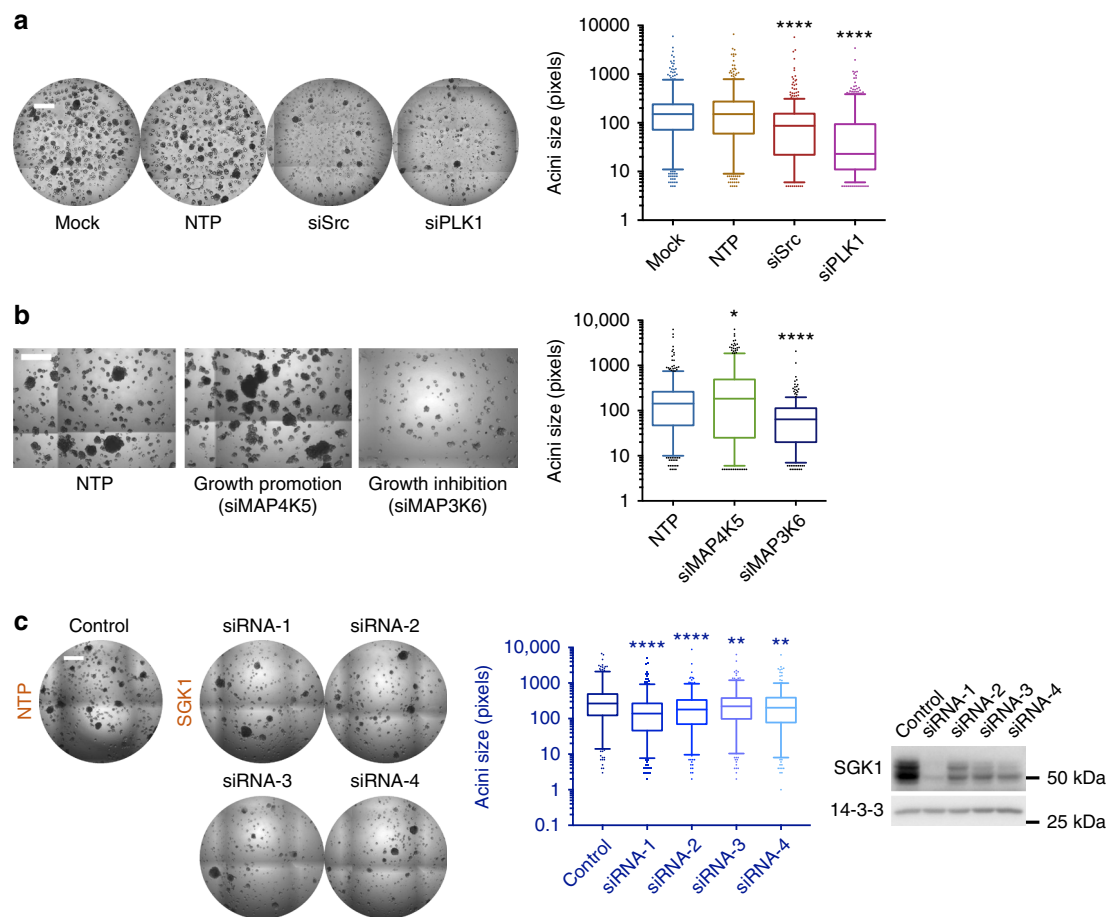 a
Mock
NTP
siSrc
siPLK1
Acini size (pixels)
10000
1000
100
10
1
****
****
Mock
NTP
siSrc
siPLK1
b
NTP
Growth promotion
(siMAP4K5)
Growth inhibition
(siMAP3K6)
Acini size (pixels)
10,000
1000
100
10
1
*
****
NTP
siMAP4K5
siMAP3K6
c
Control
NTP
SGK1
siRNA-1
siRNA-2
siRNA-3
siRNA-4
Acini size (pixels)
10,000
1000
100
10
1
0.1
****
****
**
**
Control
siRNA-1
siRNA-2
siRNA-3
siRNA-4
Control
siRNA-1
siRNA-2
siRNA-3
siRNA-4
SGK1
50 kDa
14-3-3
25 kDa